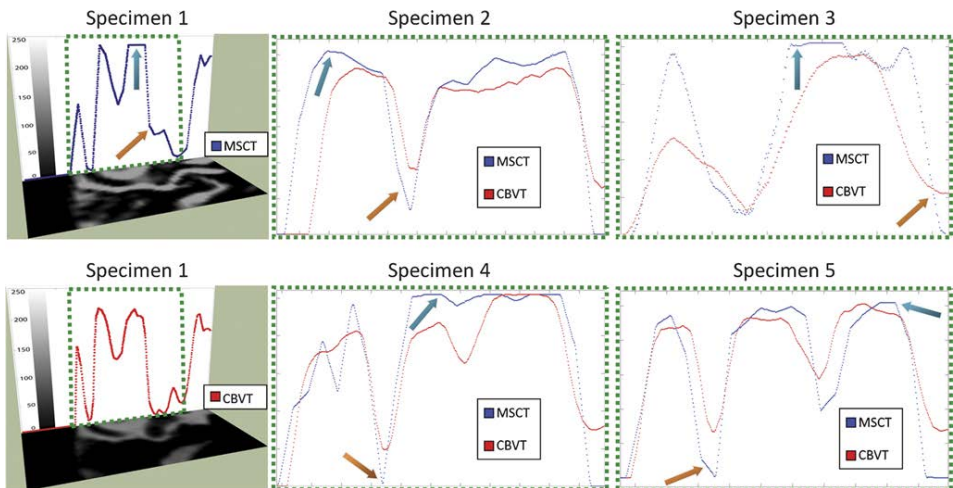 Specimen 1
Specimen 2
Specimen 3
250
200
150
100
50
0
MSCT
MSCT
CBVT
MSCT
CBVT
Specimen 1
Specimen 4
Specimen 5
250
200
150
100
50
0
CBVT
MSCT
CBVT
MSCT
CBVT